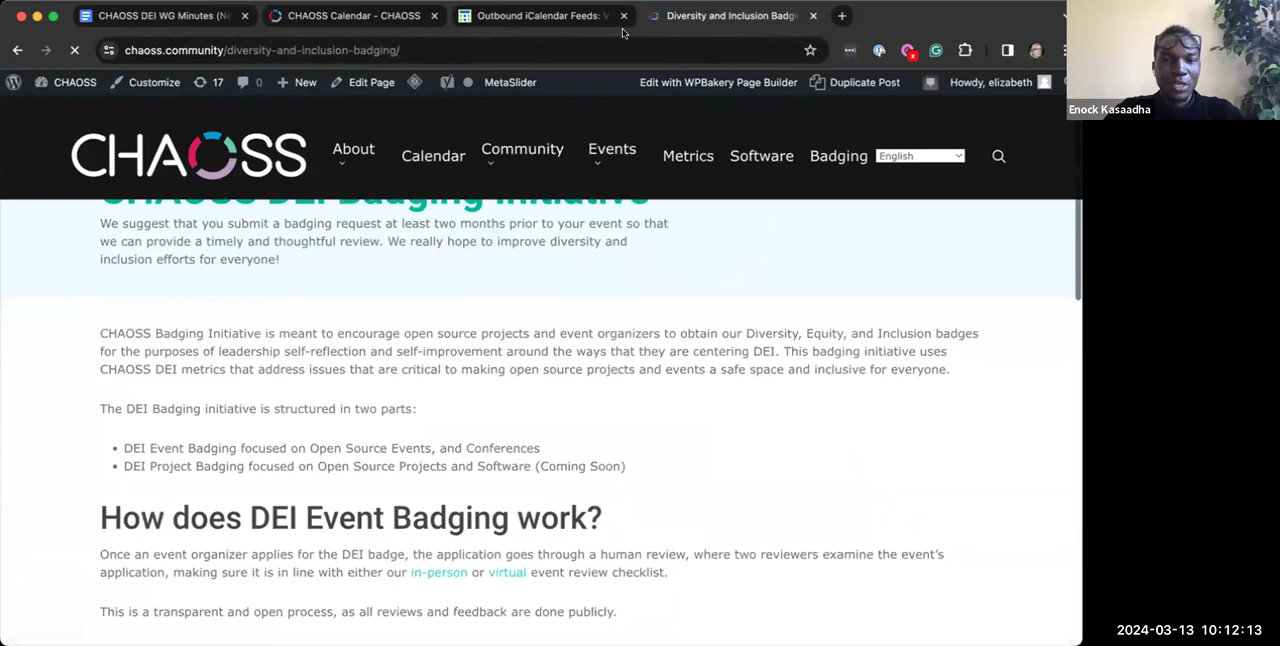 CHAOSS DEI WG Minutes (Ne
CHAOSS Calendar - CHAOSS
Outbound iCalendar Feeds: V
Diversity and Inclusion Badgin
chaoss.community/diversity-and-inclusion-badging/
CHAOSS Customize 17 0 New Edit Page MetaSlider Edit with WPBakery Page Builder Duplicate Post Howdy, elizabeth
Enock Kasaadha
CHAOSS
About Calendar Community Events Metrics Software Badging English
CHAOSS DEI Badging Initiative
We suggest that you submit a badging request at least two months prior to your event so that
we can provide a timely and thoughtful review. We really hope to improve diversity and
inclusion efforts for everyone!
CHAOSS Badging Initiative is meant to encourage open source projects and event organizers to obtain our Diversity, Equity, and Inclusion badges
for the purposes of leadership self-reflection and self-improvement around the ways that they are centering DEI. This badging initiative uses
CHAOSS DEI metrics that address issues that are critical to making open source projects and events a safe space and inclusive for everyone.
The DEI Badging initiative is structured in two parts:
• DEI Event Badging focused on Open Source Events, and Conferences
• DEI Project Badging focused on Open Source Projects and Software (Coming Soon)
How does DEI Event Badging work?
Once an event organizer applies for the DEI badge, the application goes through a human review, where two reviewers examine the event's
application, making sure it is in line with either our in-person or virtual event review checklist.
This is a transparent and open process, as all reviews and feedback are done publicly.
2024-03-13 10:12:13